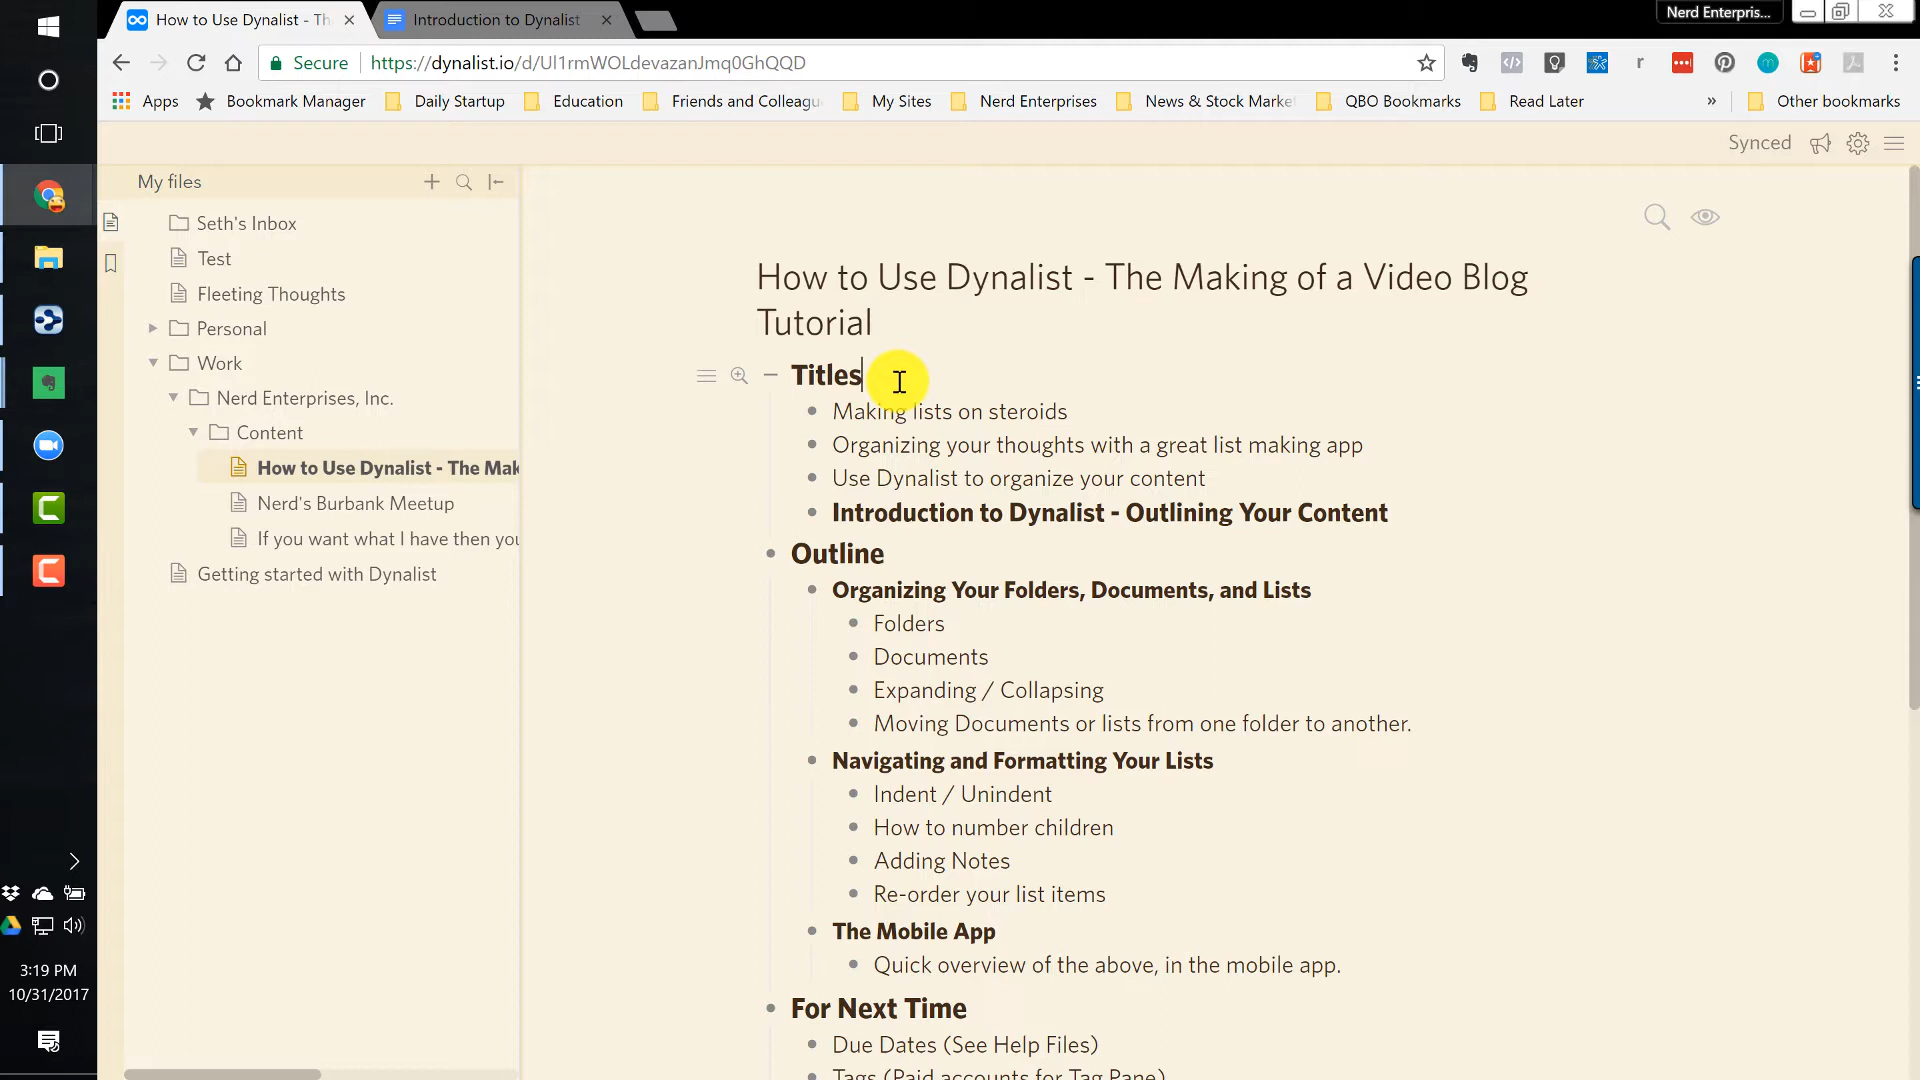 How to Use Dynalist - Th
Introduction to Dynalist
Nerd Enterpris...
Secure
https://dynalist.io/d/Ul1rmWOLdevazanJmq0GhQQD
Apps
Bookmark Manager
Daily Startup
Education
Friends and Colleagu
My Sites
Nerd Enterprises
News & Stock Market
QBO Bookmarks
Read Later
»
Other bookmarks
Synced
My files
Seth's Inbox
Test
Fleeting Thoughts
Personal
Work
Nerd Enterprises, Inc.
Content
How to Use Dynalist - The Mak
Nerd's Burbank Meetup
If you want what I have then you
Getting started with Dynalist
How to Use Dynalist - The Making of a Video Blog
Tutorial
Titles
Making lists on steroids
Organizing your thoughts with a great list making app
Use Dynalist to organize your content
Introduction to Dynalist - Outlining Your Content
Outline
Organizing Your Folders, Documents, and Lists
Folders
Documents
Expanding / Collapsing
Moving Documents or lists from one folder to another.
Navigating and Formatting Your Lists
Indent / Unindent
How to number children
Adding Notes
Re-order your list items
The Mobile App
Quick overview of the above, in the mobile app.
For Next Time
Due Dates (See Help Files)
Tags (Paid accounts for Tag Pane)
3:19 PM
10/31/2017